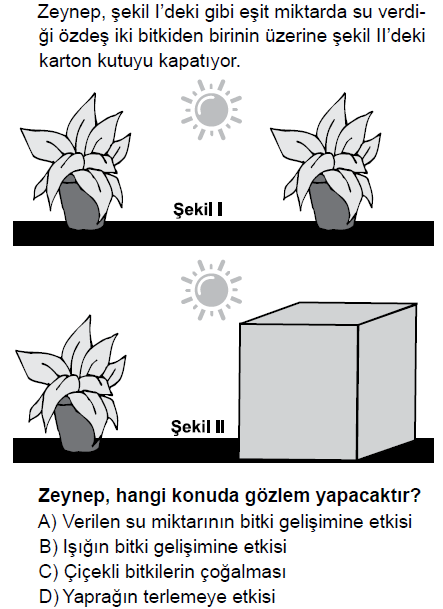 Zeynep, şekil I’deki gibi eşit miktarda su verdi-
ği özdeş iki bitkiden birinin üzerine şekil II’deki
karton kutuyu kapatıyor.
Şekil I
Şekil II
Zeynep, hangi konuda gözlem yapacaktır?
A) Verilen su miktarının bitki gelişimine etkisi
B) Işığın bitki gelişimine etkisi
C) Çiçekli bitkilerin çoğalması
D) Yaprağın terlemeye etkisi